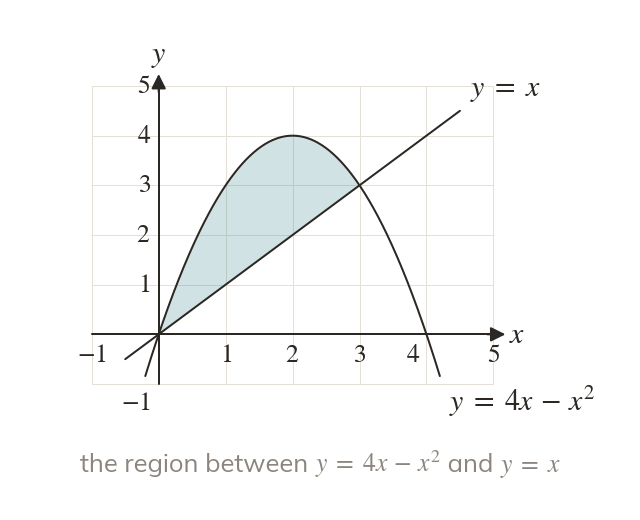 y
5
y = x
4
3
2
1
−1
1
2
3
4
5
x
−1
y = 4x − x²
the region between y = 4x − x² and y = x